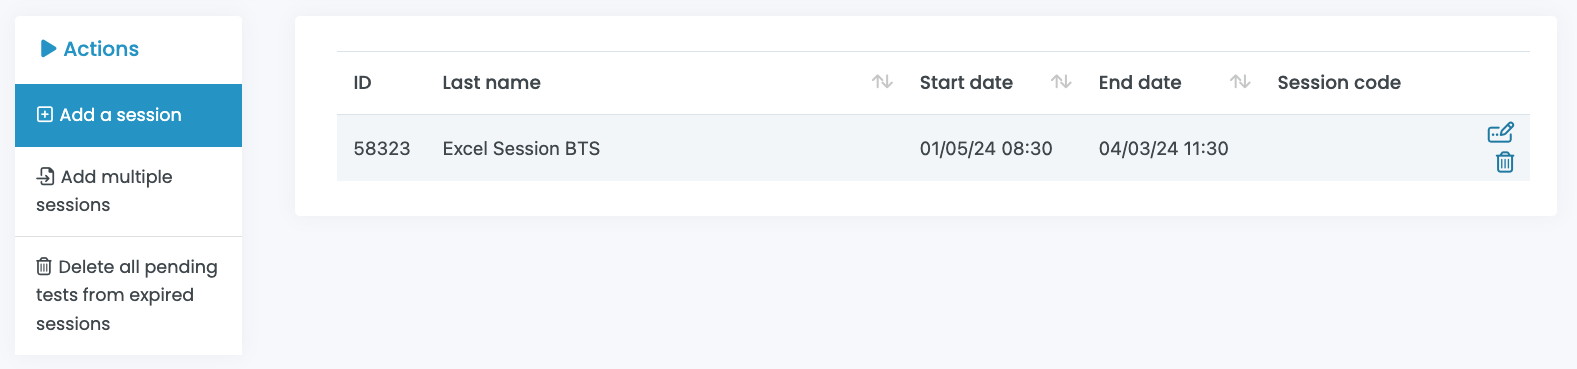 Actions
Add a session
Add multiple
sessions
Delete all pending
tests from expired
sessions
ID Last name Start date End date Session code
58323 Excel Session BTS 01/05/24 08:30 04/03/24 11:30